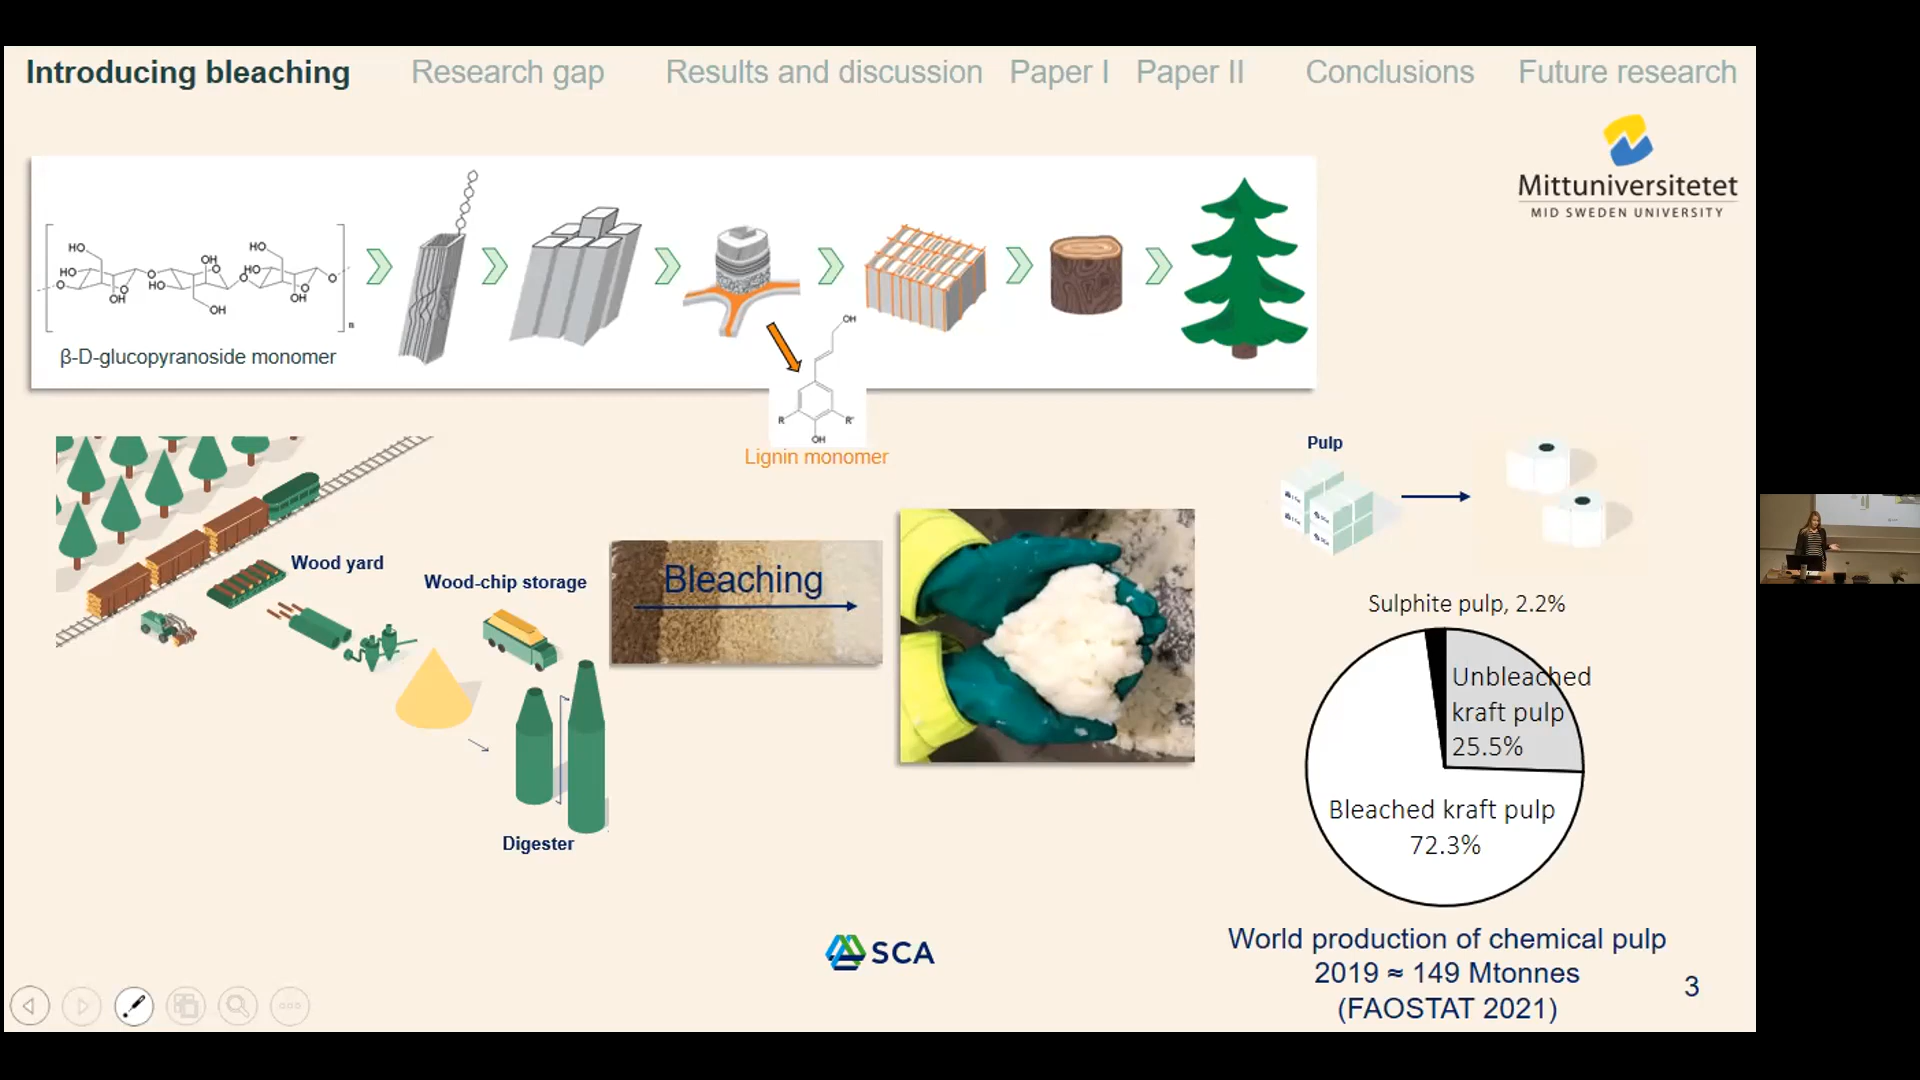 Introducing bleaching
Research gap
Results and discussion
Paper I
Paper II
Conclusions
Future research
Mittuniversitetet
MID SWEDEN UNIVERSITY
HO
HO
O
OH
O
HO
OH
O
OH
O
HO
HO
OH
O
O
n
β-D-glucopyranoside monomer
OH
R
R'
OH
Lignin monomer
Wood yard
Wood-chip storage
Digester
Bleaching
Pulp
SCA
SCA
Sulphite pulp, 2.2%
Unbleached
kraft pulp
25.5%
Bleached kraft pulp
72.3%
World production of chemical pulp
2019 ≈ 149 Mtonnes
(FAOSTAT 2021)
SCA
3